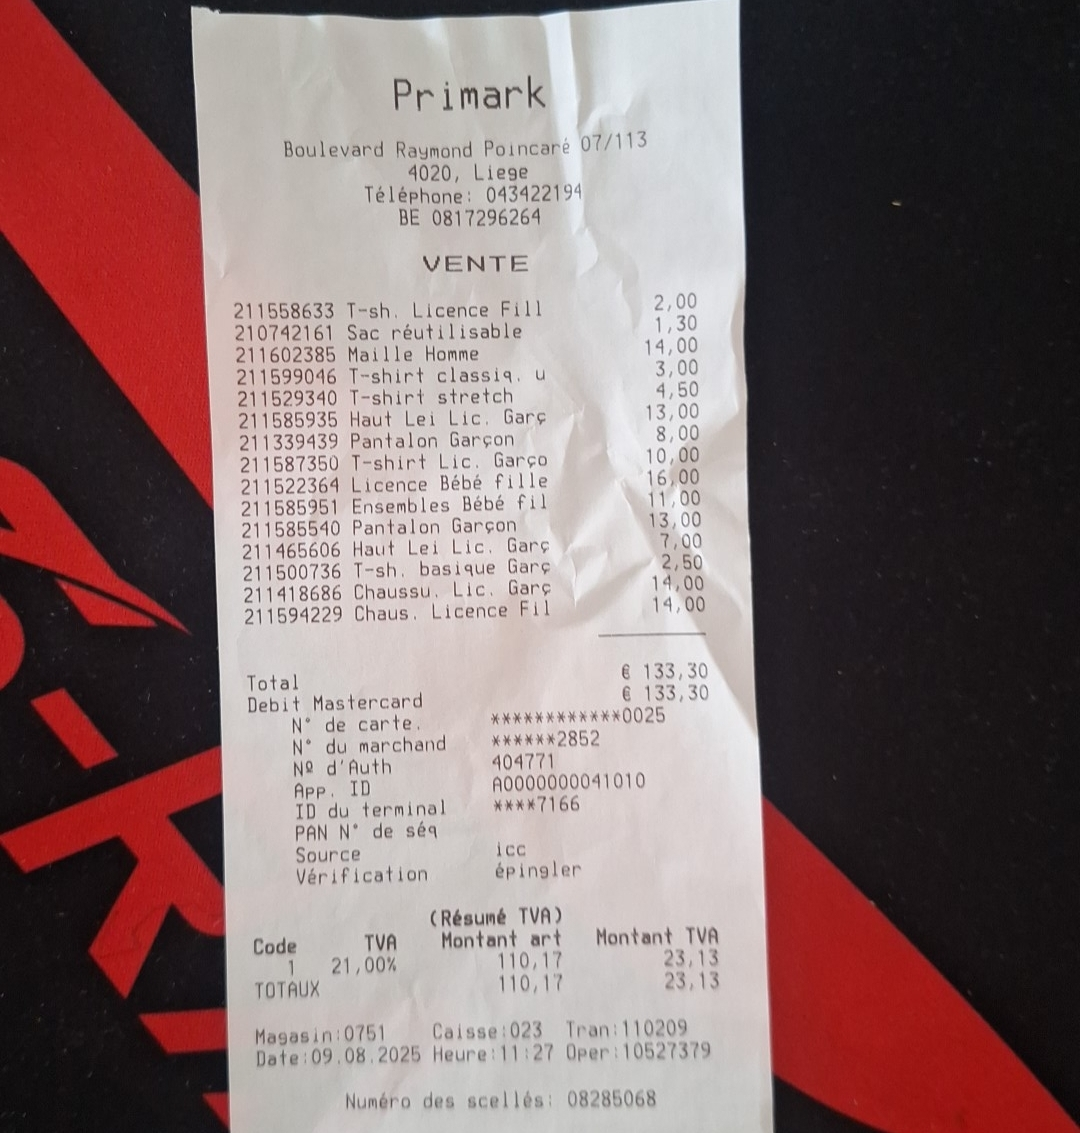 Primark
Boulevard Raymond Poincaré 07/113
4020, Liege
Téléphone: 043422194
BE 0817296264
VENTE
211558633 T-sh. Licence Fill 2,00
210742161 Sac réutilisable 1,30
211602385 Maille Homme 14,00
211599046 T-shirt classiq. u 3,00
211529340 T-shirt stretch 4,50
211585935 Haut Lei Lic. Garç 13,00
211339439 Pantalon Garçon 8,00
211587350 T-shirt Lic. Garço 10,00
211522364 Licence Bébé fille 16,00
211585951 Ensembles Bébé fil 11,00
211585540 Pantalon Garçon 13,00
211465606 Haut Lei Lic. Garç 7,00
211500736 T-sh. basique Garç 2,50
211418686 Chaussu. Lic. Garç 14,00
211594229 Chaus. Licence Fil 14,00
Total € 133,30
Debit Mastercard € 133,30
N° de carte. ************0025
N° du marchand ******2852
Nº d'Auth 404771
App. ID A0000000041010
ID du terminal ****7166
PAN N° de séq
Source icc
Vérification épingler
(Résumé TVA)
Code TVA Montant art Montant TVA
1 21,00% 110,17 23,13
TOTAUX 110,17 23,13
Magasin:0751 Caisse:023 Tran:110209
Date:09.08.2025 Heure:11:27 Oper:10527379
Numéro des scellés: 08285068